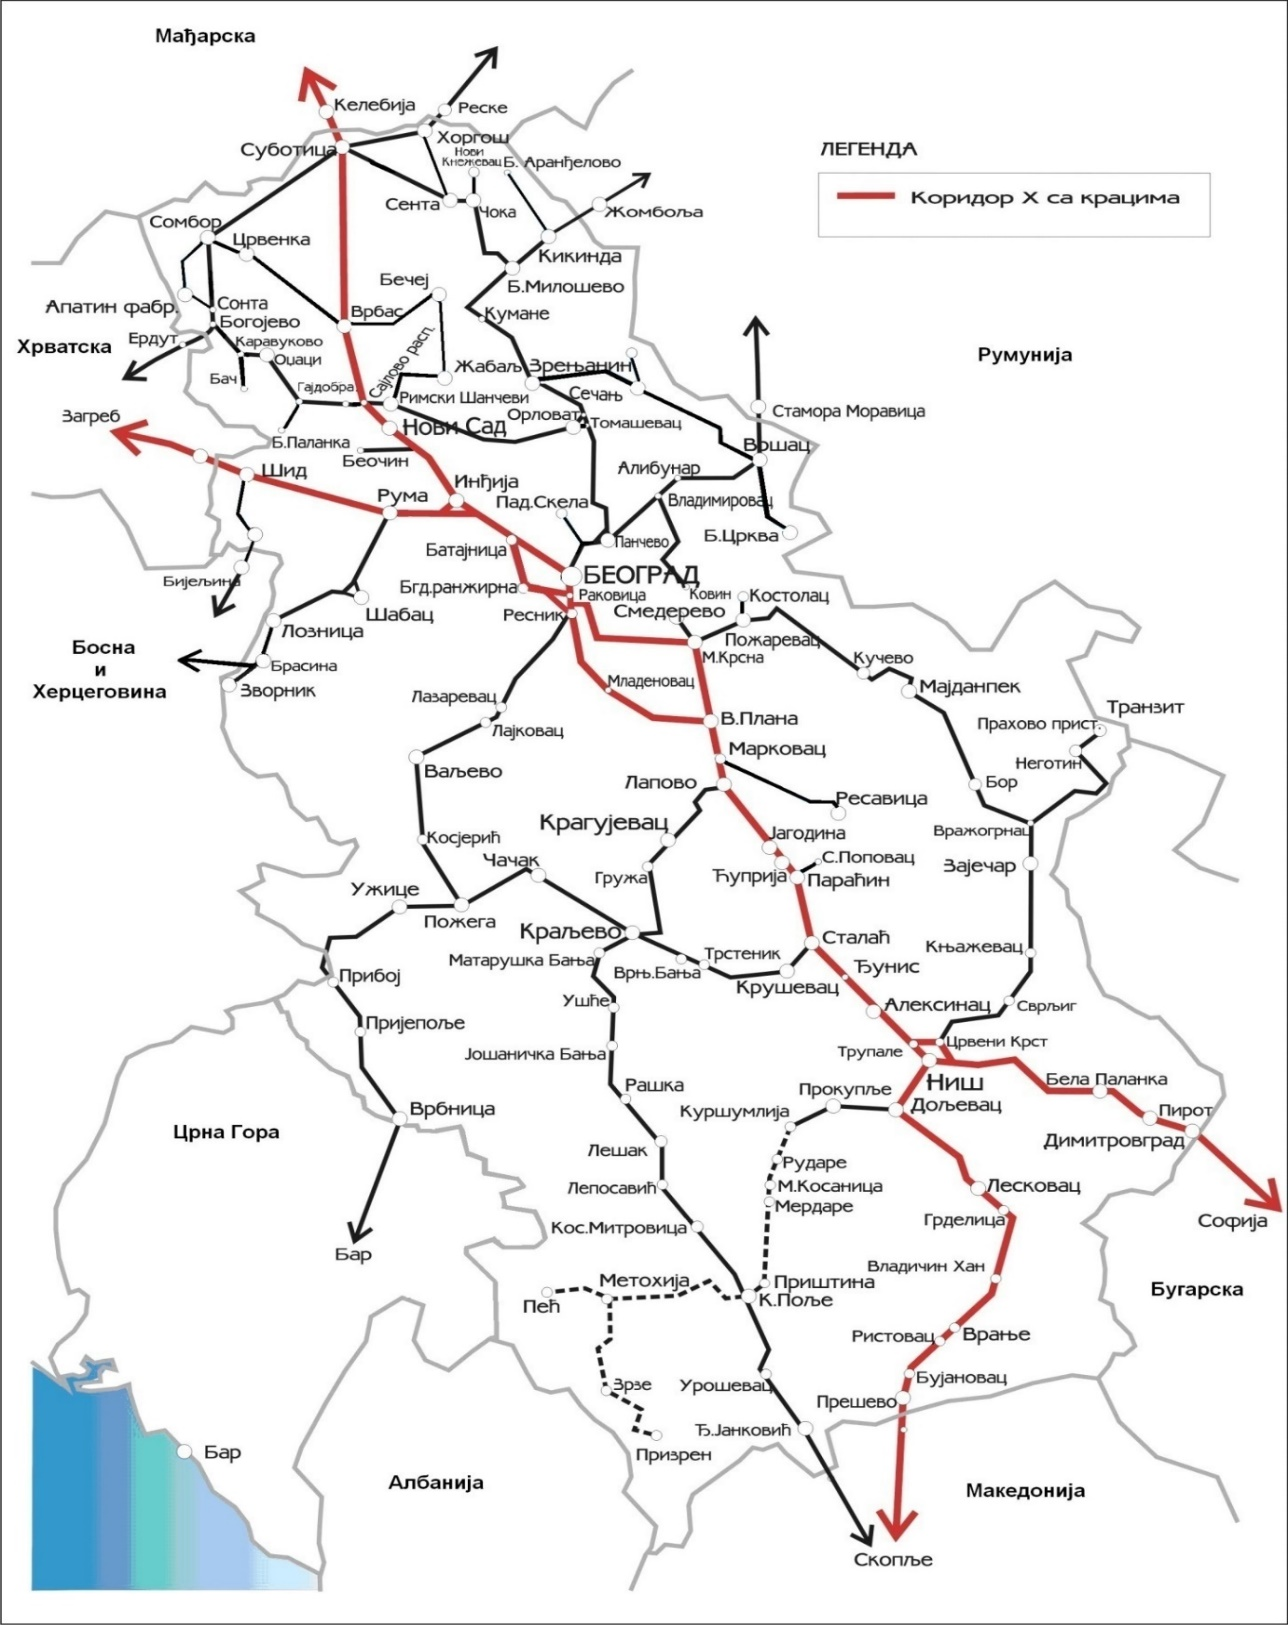 Мађарска
Келебија
Реске
Суботица
Хоргош
Нови
Кнежевац
Б. Аранђелово
ЛЕГЕНДА
Коридор X са крацима
Сента
Чока
Жомбоља
Сомбор
Црвенка
Кикинда
Бечеј
Б.Милошево
Апатин фабр.
Сонта
Врбас
Кумане
Богојево
Ердут
Каравуково
Хрватска
Оџаци
Сајлово расп.
Жабаљ
Зрењанин
Румунија
Бач
Гајдобра
Римски Шанчеви
Сечањ
Загреб
Орловат
Стамора Моравица
Нови Сад
Томашевац
Б.Паланка
Беочин
Вошац
Шид
Алибунар
Инђија
Рума
Пад.Скела
Владимировац
Батајница
Панчево
Б.Црква
Бијељина
БЕОГРАД
Бгд.ранжирна
Раковица
Ковин
Костолац
Шабац
Ресник
Смедерево
Лозница
Пожаревац
Босна
и
Херцеговина
М.Крсна
Брасина
Кучево
Зворник
Младеновац
Мајданпек
Лазаревац
Транзит
Лајковац
В.Плана
Прахово прист.
Марковац
Неготин
Ваљево
Лапово
Бор
Ресавица
Крагујевац
Јагодина
Вражогрнац
Косјерић
Чачак
С.Поповац
Зајечар
Гружа
Ћуприја
Параћин
Ужице
Пожега
Краљево
Сталаћ
Матарушка Бања
Трстеник
Књажевац
Врњ.Бања
Ђунис
Прибој
Крушевац
Ушће
Алексинац
Сврљиг
Пријепоље
Јошаничка Бања
Трупале
Црвени Крст
Рашка
Ниш
Бела Паланка
Прокупље
Врбница
Куршумлија
Дољевац
Пирот
Црна Гора
Димитровград
Лешак
Рударе
Лепосавић
М.Косаница
Лесковац
Мердаре
Кос.Митровица
Грделица
Софија
Бар
Владичин Хан
Метохија
Приштина
Бугарска
Пећ
К.Поље
Ристовац
Врање
Урошевац
Бујановац
Зрзе
Прешево
Ђ.Јанковић
Бар
Призрен
Албанија
Македонија
Скопље